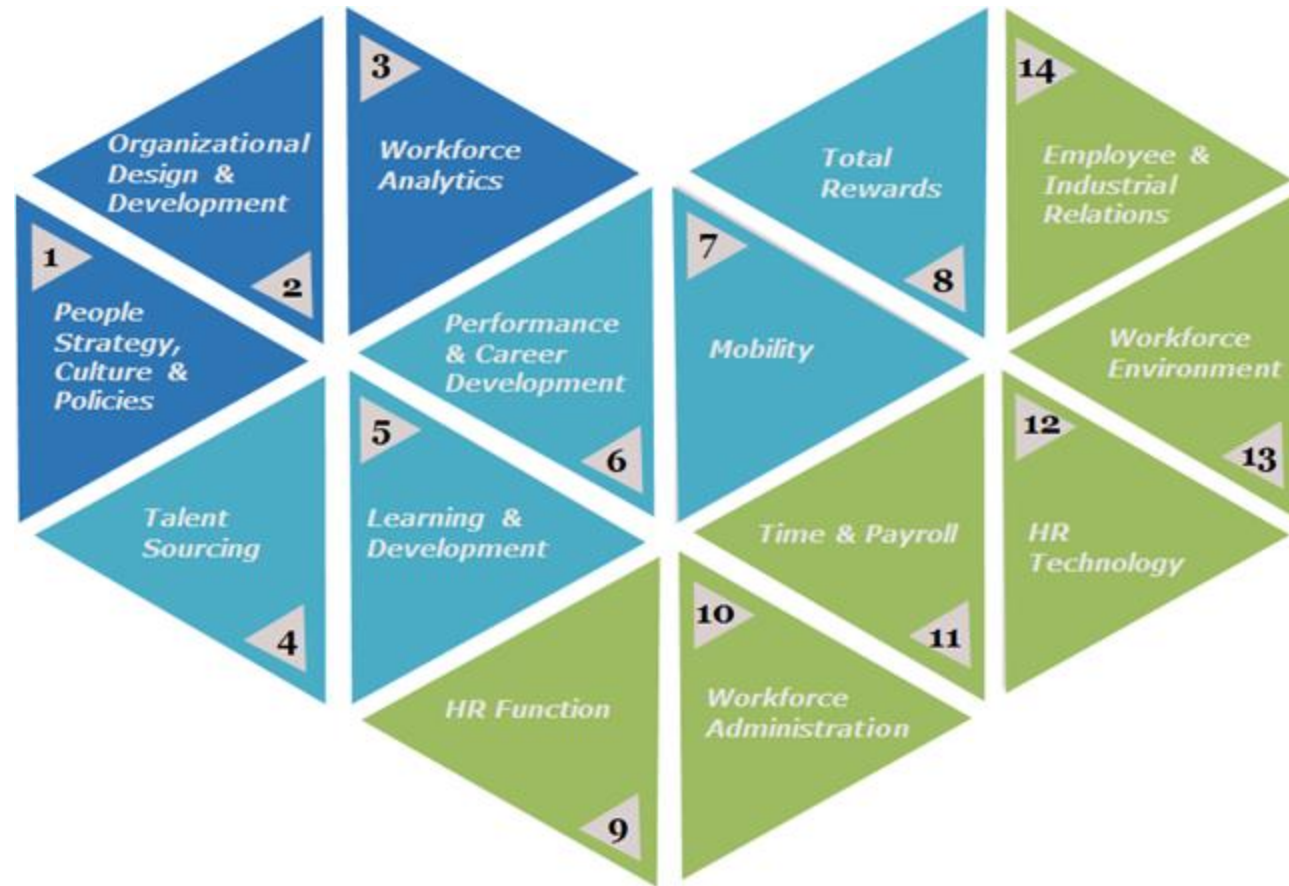 1
People
Strategy,
Culture &
Policies
Organizational
Design &
Development
2
3
Workforce
Analytics
Talent
Sourcing
4
5
Learning &
Development
Performance
& Career
Development
6
7
Mobility
Total
Rewards
8
HR Function
9
10
Workforce
Administration
Time & Payroll
11
12
HR
Technology
Workforce
Environment
13
14
Employee &
Industrial
Relations